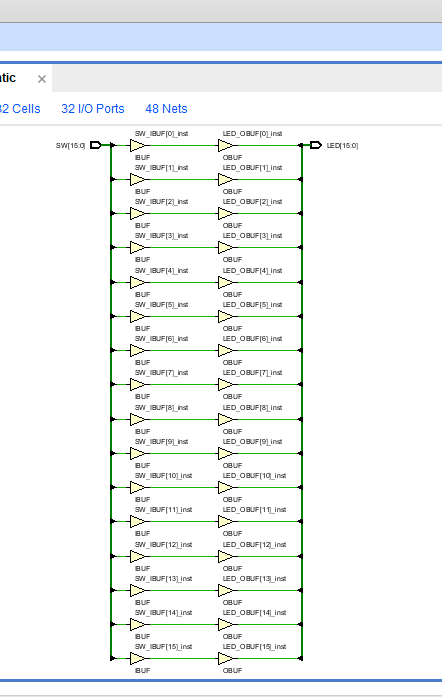 tic ×
32 Cells 32 I/O Ports 48 Nets
SW_IBUF[0]_inst LED_OBUF[0]_inst
SW[15:0] LED[15:0]
IBUF OBUF
SW_IBUF[1]_inst LED_OBUF[1]_inst
IBUF OBUF
SW_IBUF[2]_inst LED_OBUF[2]_inst
IBUF OBUF
SW_IBUF[3]_inst LED_OBUF[3]_inst
IBUF OBUF
SW_IBUF[4]_inst LED_OBUF[4]_inst
IBUF OBUF
SW_IBUF[5]_inst LED_OBUF[5]_inst
IBUF OBUF
SW_IBUF[6]_inst LED_OBUF[6]_inst
IBUF OBUF
SW_IBUF[7]_inst LED_OBUF[7]_inst
IBUF OBUF
SW_IBUF[8]_inst LED_OBUF[8]_inst
IBUF OBUF
SW_IBUF[9]_inst LED_OBUF[9]_inst
IBUF OBUF
SW_IBUF[10]_inst LED_OBUF[10]_inst
IBUF OBUF
SW_IBUF[11]_inst LED_OBUF[11]_inst
IBUF OBUF
SW_IBUF[12]_inst LED_OBUF[12]_inst
IBUF OBUF
SW_IBUF[13]_inst LED_OBUF[13]_inst
IBUF OBUF
SW_IBUF[14]_inst LED_OBUF[14]_inst
IBUF OBUF
SW_IBUF[15]_inst LED_OBUF[15]_inst
IBUF OBUF